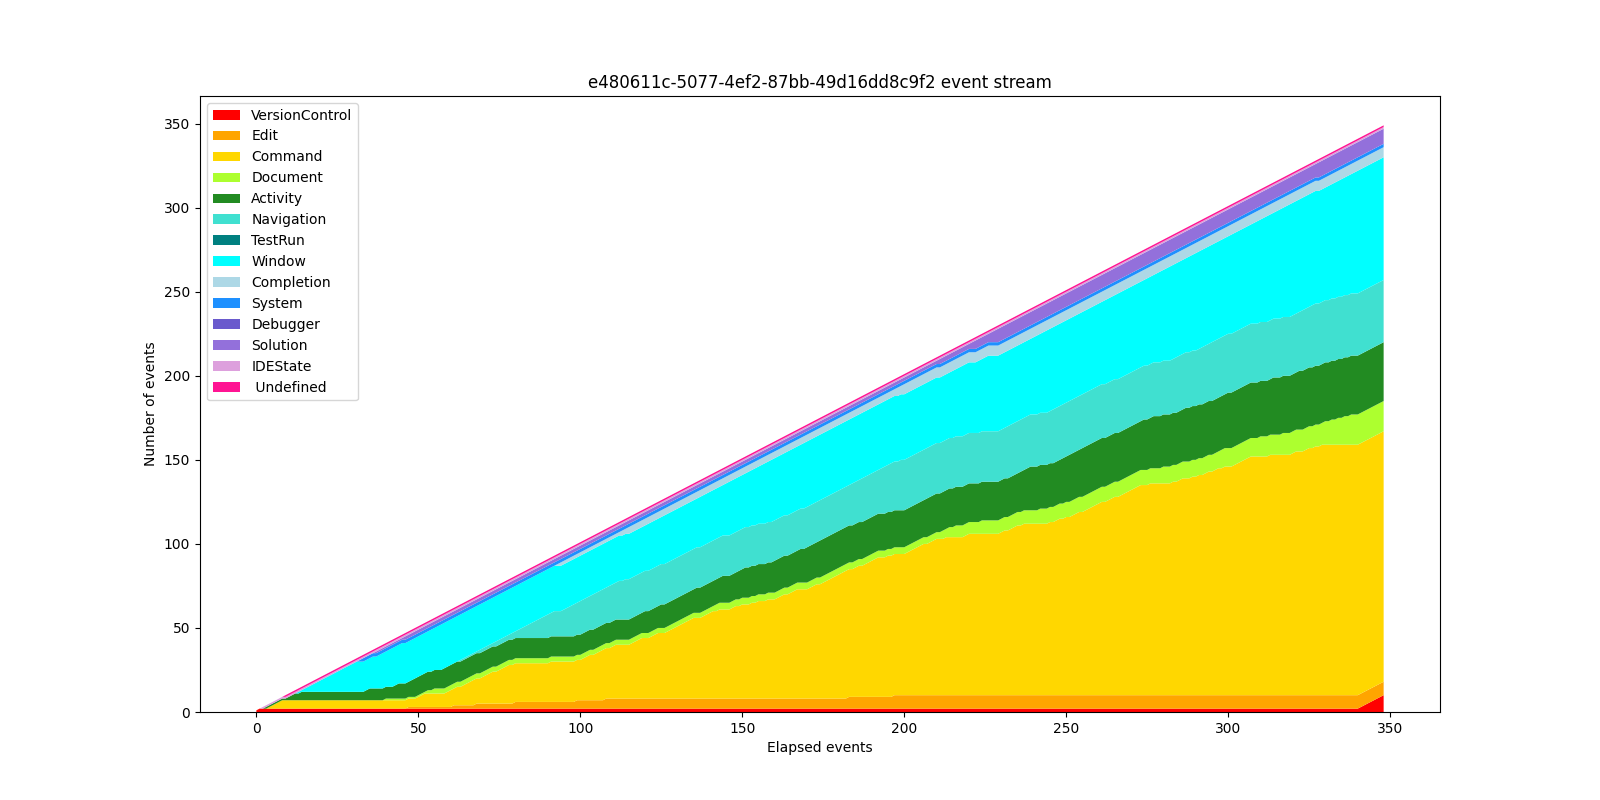 e480611c-5077-4ef2-87bb-49d16dd8c9f2 event stream
VersionControl
Edit
Command
Document
Activity
Navigation
TestRun
Window
Completion
System
Debugger
Solution
IDEState
Undefined
Number of events
350
300
250
200
150
100
50
0
0 50 100 150 200 250 300 350
Elapsed events